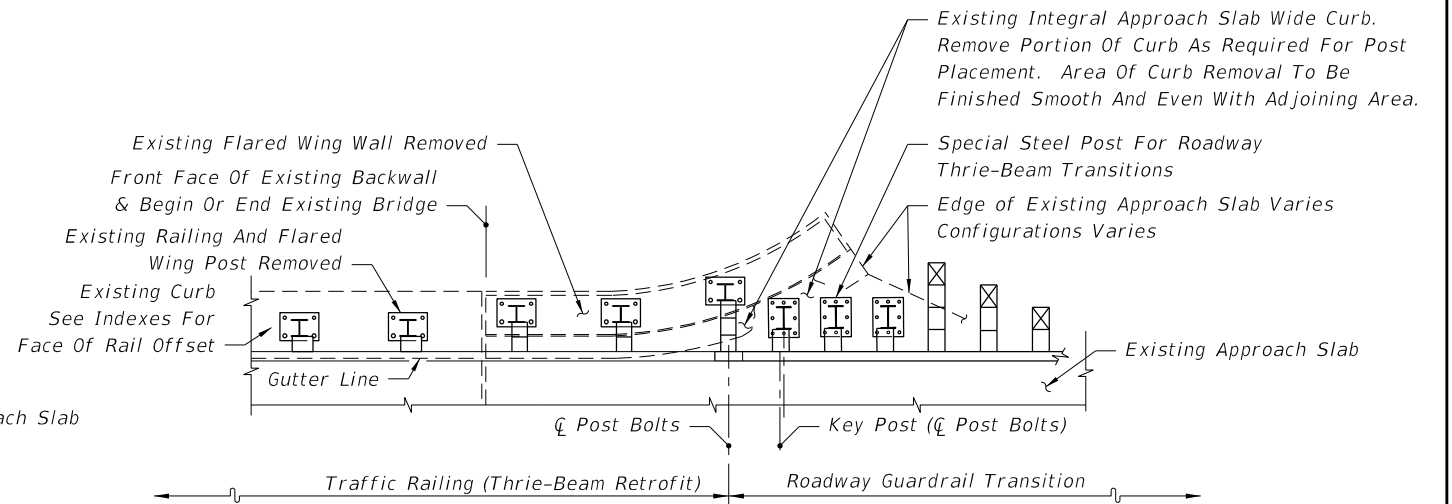 Existing Integral Approach Slab Wide Curb.
Remove Portion Of Curb As Required For Post
Placement. Area Of Curb Removal To Be
Finished Smooth And Even With Adjoining Area.
Existing Flared Wing Wall Removed
Front Face Of Existing Backwall
& Begin Or End Existing Bridge
Existing Railing And Flared
Wing Post Removed
Existing Curb
See Indexes For
Face Of Rail Offset
Special Steel Post For Roadway
Thrie-Beam Transitions
Edge of Existing Approach Slab Varies
Configurations Varies
Gutter Line
Existing Approach Slab
ach Slab
℄ Post Bolts
Key Post (℄ Post Bolts)
Traffic Railing (Thrie-Beam Retrofit)
Roadway Guardrail Transition